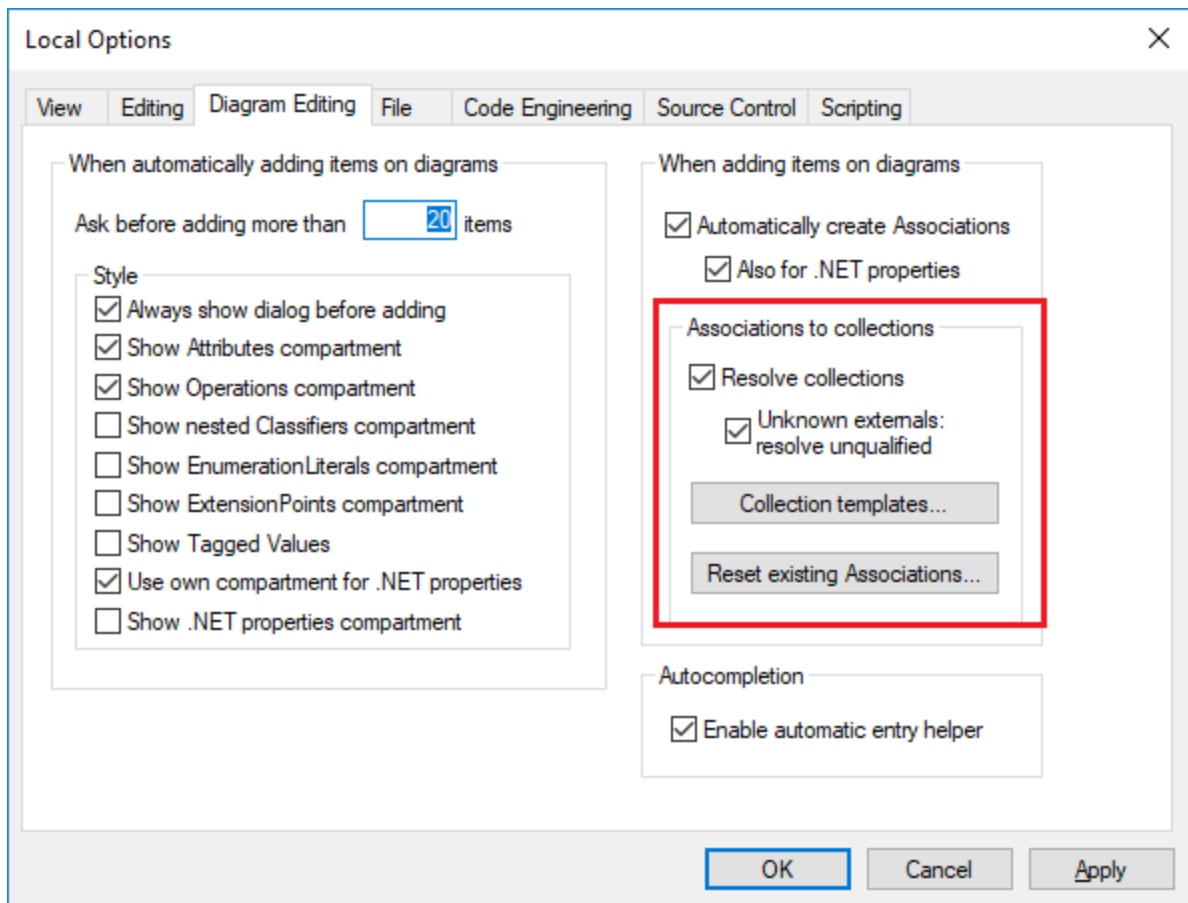 Local Options
View
Editing
Diagram Editing
File
Code Engineering
Source Control
Scripting
When automatically adding items on diagrams
Ask before adding more than 20 items
Style
Always show dialog before adding
Show Attributes compartment
Show Operations compartment
Show nested Classifiers compartment
Show EnumerationLiterals compartment
Show ExtensionPoints compartment
Show Tagged Values
Use own compartment for .NET properties
Show .NET properties compartment
When adding items on diagrams
Automatically create Associations
Also for .NET properties
Associations to collections
Resolve collections
Unknown externals:
resolve unqualified
Collection templates...
Reset existing Associations...
Autocompletion
Enable automatic entry helper
OK
Cancel
Apply